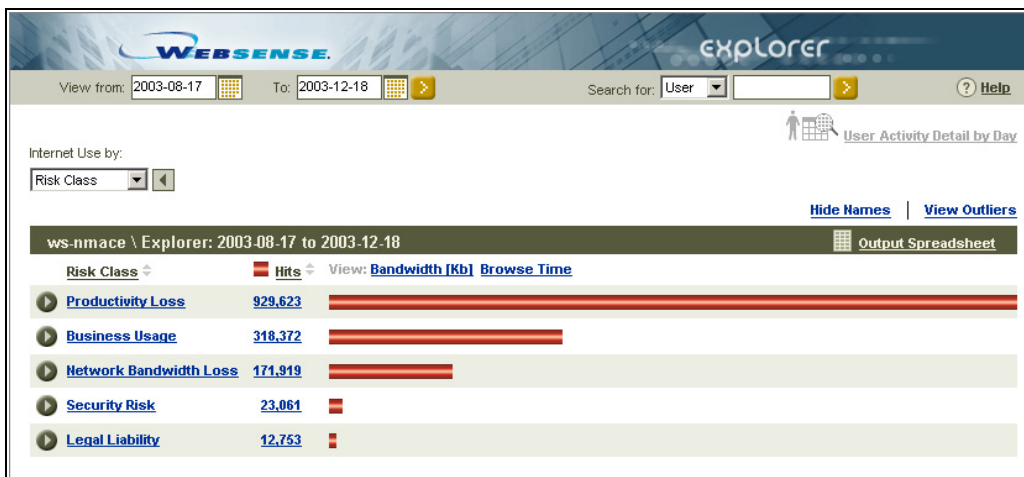 WEBSENSE.
explorer
View from: 2003-08-17 To: 2003-12-18 Search for: User ? Help
User Activity Detail by Day
Internet Use by:
Risk Class
Hide Names | View Outliers
ws-nmace \ Explorer: 2003-08-17 to 2003-12-18 Output Spreadsheet
Risk Class Hits View: Bandwidth [Kb] Browse Time
Productivity Loss 929,623
Business Usage 318,372
Network Bandwidth Loss 171,919
Security Risk 23,061
Legal Liability 12,753